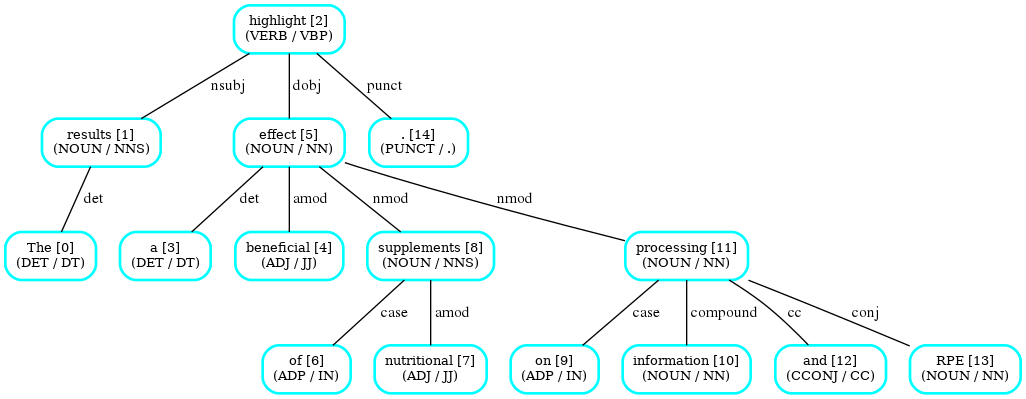 highlight [2]
(VERB / VBP)
nsubj
dobj
punct
results [1]
(NOUN / NNS)
effect [5]
(NOUN / NN)
. [14]
(PUNCT / .)
det
det
amod
nmod
nmod
The [0]
(DET / DT)
a [3]
(DET / DT)
beneficial [4]
(ADJ / JJ)
supplements [8]
(NOUN / NNS)
processing [11]
(NOUN / NN)
case
amod
case
compound
cc
conj
of [6]
(ADP / IN)
nutritional [7]
(ADJ / JJ)
on [9]
(ADP / IN)
information [10]
(NOUN / NN)
and [12]
(CCONJ / CC)
RPE [13]
(NOUN / NN)